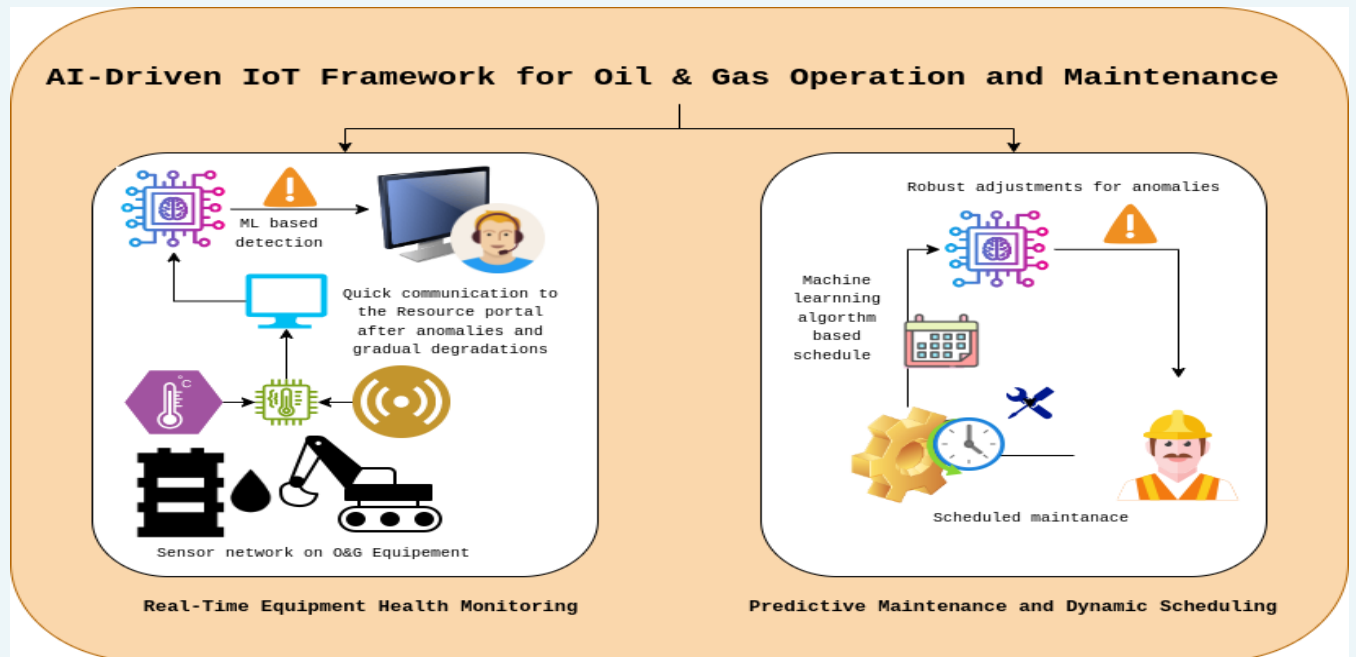 AI-Driven IoT Framework for Oil & Gas Operation and Maintenance
ML based
detection
Quick communication to
the Resource portal
after anomalies and
gradual degradations
°C
Sensor network on O&G Equipement
Real-Time Equipment Health Monitoring
Robust adjustments for anomalies
Machine
learnning
algorthm
based
schedule
Scheduled maintanace
Predictive Maintenance and Dynamic Scheduling